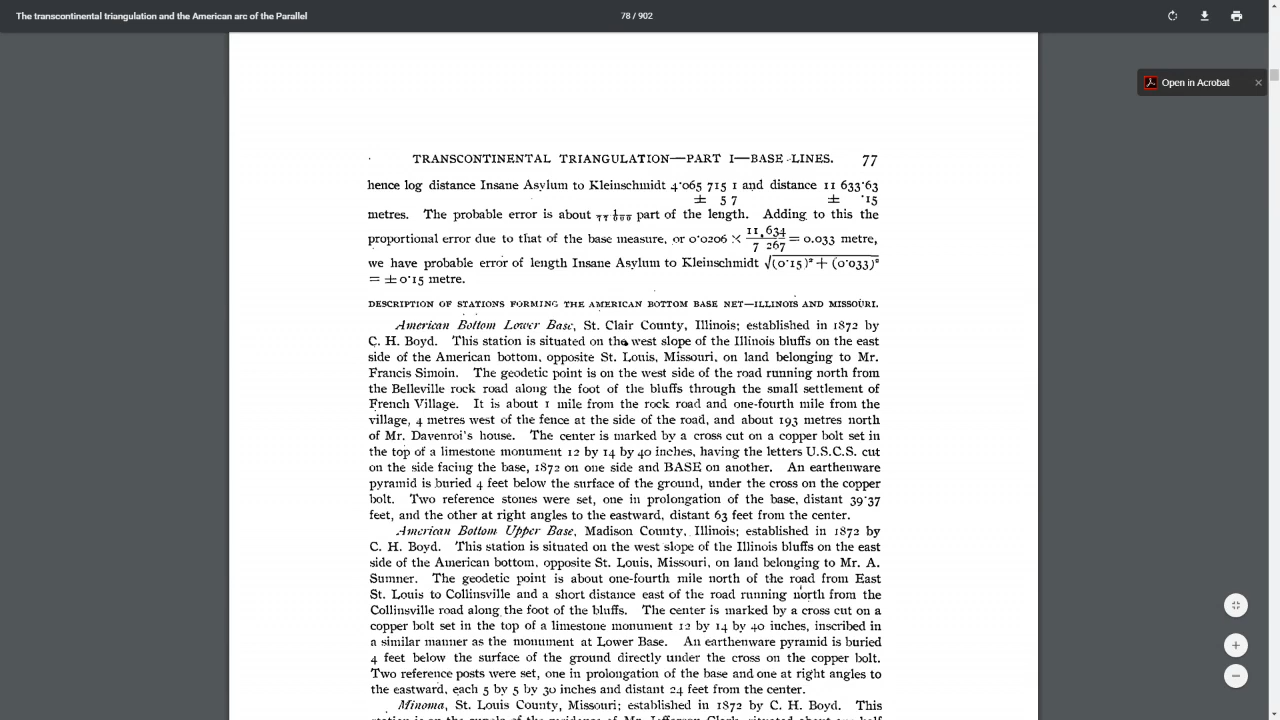 The transcontinental triangulation and the American arc of the Parallel
78 / 902
Open in Acrobat
TRANSCONTINENTAL TRIANGULATION—PART I—BASE LINES. 77
hence log distance Insane Asylum to Kleinschmidt 4·065 715 1 and distance 11 633·63
± 5 7 ± ·15
metres. The probable error is about part of the length. Adding to this the
proportional error due to that of the base measure, or 0·0206 × 11,634/7 267 = 0.033 metre,
we have probable error of length Insane Asylum to Kleinschmidt √(0·15)² + (0·033)²
= ± 0·15 metre.
DESCRIPTION OF STATIONS FORMING THE AMERICAN BOTTOM BASE NET—ILLINOIS AND MISSOURI.
American Bottom Lower Base, St. Clair County, Illinois; established in 1872 by
C. H. Boyd. This station is situated on the west slope of the Illinois bluffs on the east
side of the American bottom, opposite St. Louis, Missouri, on land belonging to Mr.
Francis Simoin. The geodetic point is on the west side of the road running north from
the Belleville rock road along the foot of the bluffs through the small settlement of
French Village. It is about 1 mile from the rock road and one-fourth mile from the
village, 4 metres west of the fence at the side of the road, and about 193 metres north
of Mr. Davenroi's house. The center is marked by a cross cut on a copper bolt set in
the top of a limestone monument 12 by 14 by 40 inches, having the letters U.S.C.S. cut
on the side facing the base, 1872 on one side and BASE on another. An earthenware
pyramid is buried 4 feet below the surface of the ground, under the cross on the copper
bolt. Two reference stones were set, one in prolongation of the base, distant 39·37
feet, and the other at right angles to the eastward, distant 63 feet from the center.
American Bottom Upper Base, Madison County, Illinois; established in 1872 by
C. H. Boyd. This station is situated on the west slope of the Illinois bluffs on the east
side of the American bottom, opposite St. Louis, Missouri, on land belonging to Mr. A.
Sumner. The geodetic point is about one-fourth mile north of the road from East
St. Louis to Collinsville and a short distance east of the road running north from the
Collinsville road along the foot of the bluffs. The center is marked by a cross cut on a
copper bolt set in the top of a limestone monument 12 by 14 by 40 inches, inscribed in
a similar manner as the monument at Lower Base. An earthenware pyramid is buried
4 feet below the surface of the ground directly under the cross on the copper bolt.
Two reference posts were set, one in prolongation of the base and one at right angles to
the eastward, each 5 by 5 by 30 inches and distant 24 feet from the center.
Minoma, St. Louis County, Missouri; established in 1872 by C. H. Boyd. This